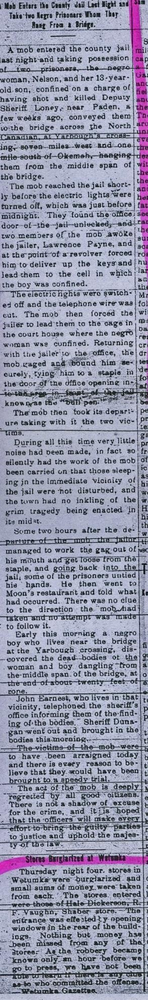 A Mob Enters the County Jail Last Night and
Take two Negro Prisoners Whom They
Hang From a Bridge.
A mob entered the county jail
last night and taking possession
of two prisoners, the negro
woman, Nelson, and her 13-year-
old son, confined on a charge of
having shot and killed Deputy
Sheriff Loney, near Paden, a
few weeks ago, conveyed them
to the bridge across the North
Canadian, at Yarbough's cross-
ing, seven miles west and one
mile south of Okemah, hanging
them from the middle span of
the bridge.
The mob reached the jail short-
ly before the electric lights were
turned off, which was just before
midnight. They found the office
door of the jail unlocked, and
two members of the mob awoke
the jailer, Lawrence Payne, and
at the point of a revolver forced
him to deliver up the keys and
lead them to the cell in which
the boy was confined.
The electric lights were switch-
ed off and the telephone wire was
cut. The mob then forced the
jailer to lead them to the cage in
the court house where the negro
woman was confined. Returning
with the jailer to the office, the
mob gaged and bound him se-
curely, tying him to a staple in
the door of the office opening in-
to the area in front of the jail
known as the "bull pen."
The mob then took its depart-
ure taking with it the two vic-
tims.
During all this time very little
noise had been made, in fact so
silently had the work of the mob
been carried on that those sleep-
ing in the immediate vicinity of
the jail were not disturbed, and
the town had no inkling of the
grim tragedy being enacted in
its midst.
Some two hours after the de-
parture of the mob the jailor
managed to work the gag out of
his mouth and get loose from the
staple, and going back into the
jail, some of the prisoners untied
his hands. He then went to
Moon's restaurant and told what
had occurred. There was no clue
to the direction the mob had
taken and no attempt was made
to follow it.
Early this morning a negro
boy who lives near the bridge
at the Yarbough crossing, dis-
covered the dead bodies of the
woman and boy dangling from
the middle span of the bridge, at
the end of about twenty feet of
rope.
John Earnest, who lives in that
vicinity, telephoned the sheriff's
office informing them of the find-
ing of the bodies. Sheriff Duna-
gan went out and brought in the
bodies this morning.
The victims of the mob were
to have been arraigned today
and there is every reason to be-
lieve that they would have been
brought to a speedy trial.
The act of the mob is deeply
regretted by all good citizens.
There is not a shadow of excuse
for the crime, and it is hoped
that the officers will make every
effort to bring the guilty parties
to justice and uphold the majes-
ty of the law.
Stores Burglarized at Wetumka
Thursday night four stores in
Wetumka were burglarized and
small sums of money were taken
from each. The stores entered
were those of Hale Dickerson, R.
F. Vaughn, Shaber store. The
entrance was effected by opening
windows in the rear of the build-
ings. Nothing but money has
been missed from any of the
stores. As the robbery became
known only an hour before we
go to press, we have not been
able to learn if there is any clue
as to who committed the offense.
—Wetumka Gazette.